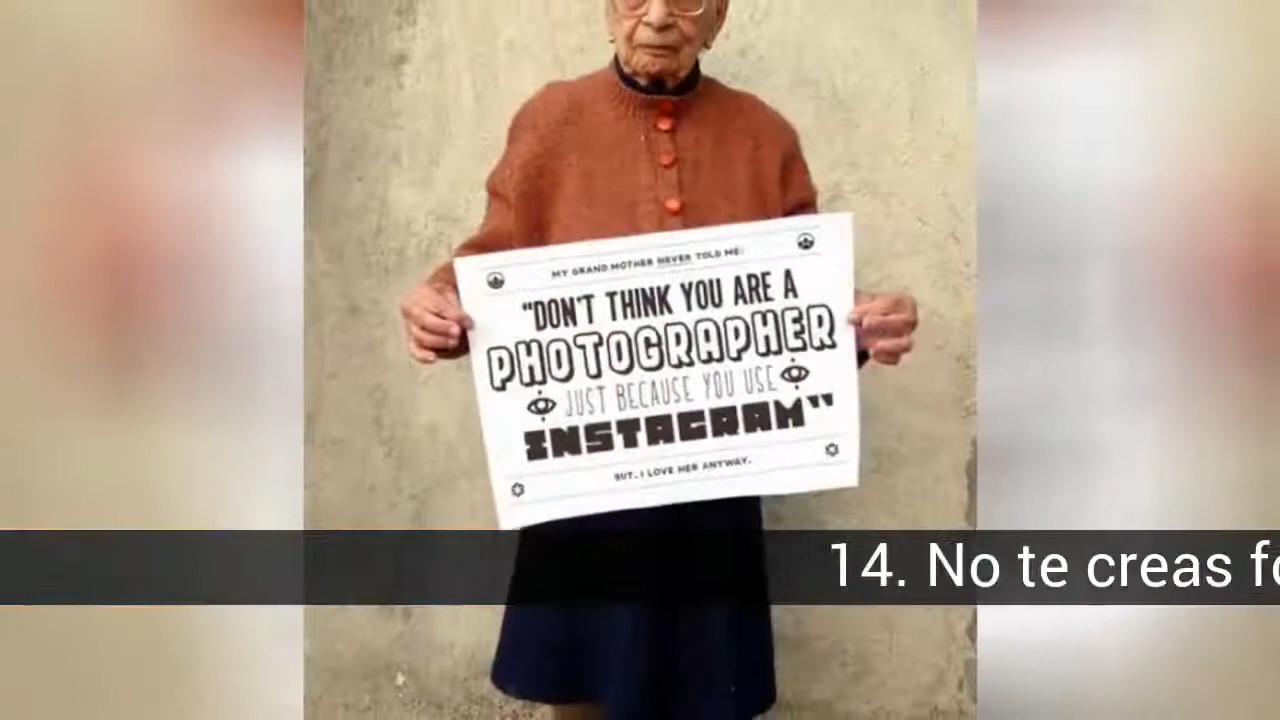 MY GRAND MOTHER NEVER TOLD ME:
"DON'T THINK YOU ARE A
PHOTOGRAPHER
JUST BECAUSE YOU USE
INSTAGRAM"
BUT.. I LOVE HER ANYWAY.
14. No te creas fo